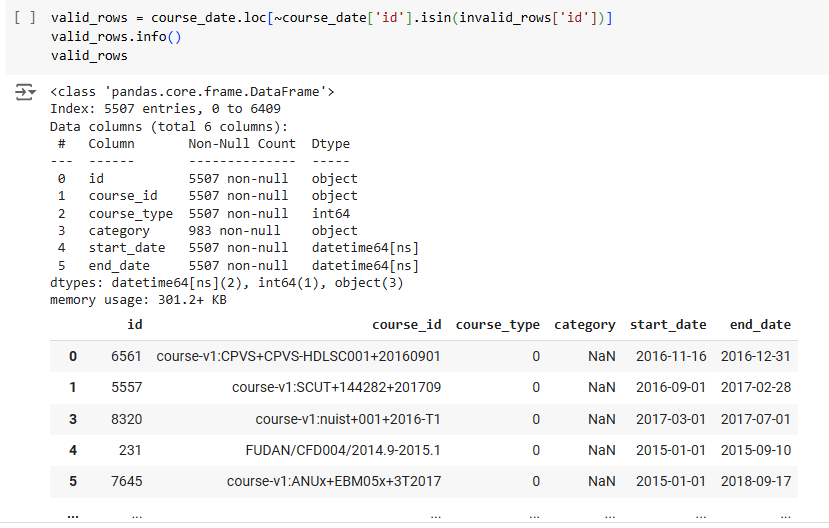 [ ] valid_rows = course_date.loc[~course_date['id'].isin(invalid_rows['id'])]
valid_rows.info()
valid_rows
<class 'pandas.core.frame.DataFrame'>
Index: 5507 entries, 0 to 6409
Data columns (total 6 columns):
 #   Column       Non-Null Count  Dtype
---  ------       --------------  -----
 0   id           5507 non-null   object
 1   course_id    5507 non-null   object
 2   course_type  5507 non-null   int64
 3   category     983 non-null    object
 4   start_date   5507 non-null   datetime64[ns]
 5   end_date     5507 non-null   datetime64[ns]
dtypes: datetime64[ns](2), int64(1), object(3)
memory usage: 301.2+ KB
id course_id course_type category start_date end_date
0 6561 course-v1:CPVS+CPVS-HDLSC001+20160901 0 NaN 2016-11-16 2016-12-31
1 5557 course-v1:SCUT+144282+201709 0 NaN 2016-09-01 2017-02-28
3 8320 course-v1:nuist+001+2016-T1 0 NaN 2017-03-01 2017-07-01
4 231 FUDAN/CFD004/2014.9-2015.1 0 NaN 2015-01-01 2015-09-10
5 7645 course-v1:ANUx+EBM05x+3T2017 0 NaN 2015-01-01 2018-09-17
... ... ... ... ... ... ...